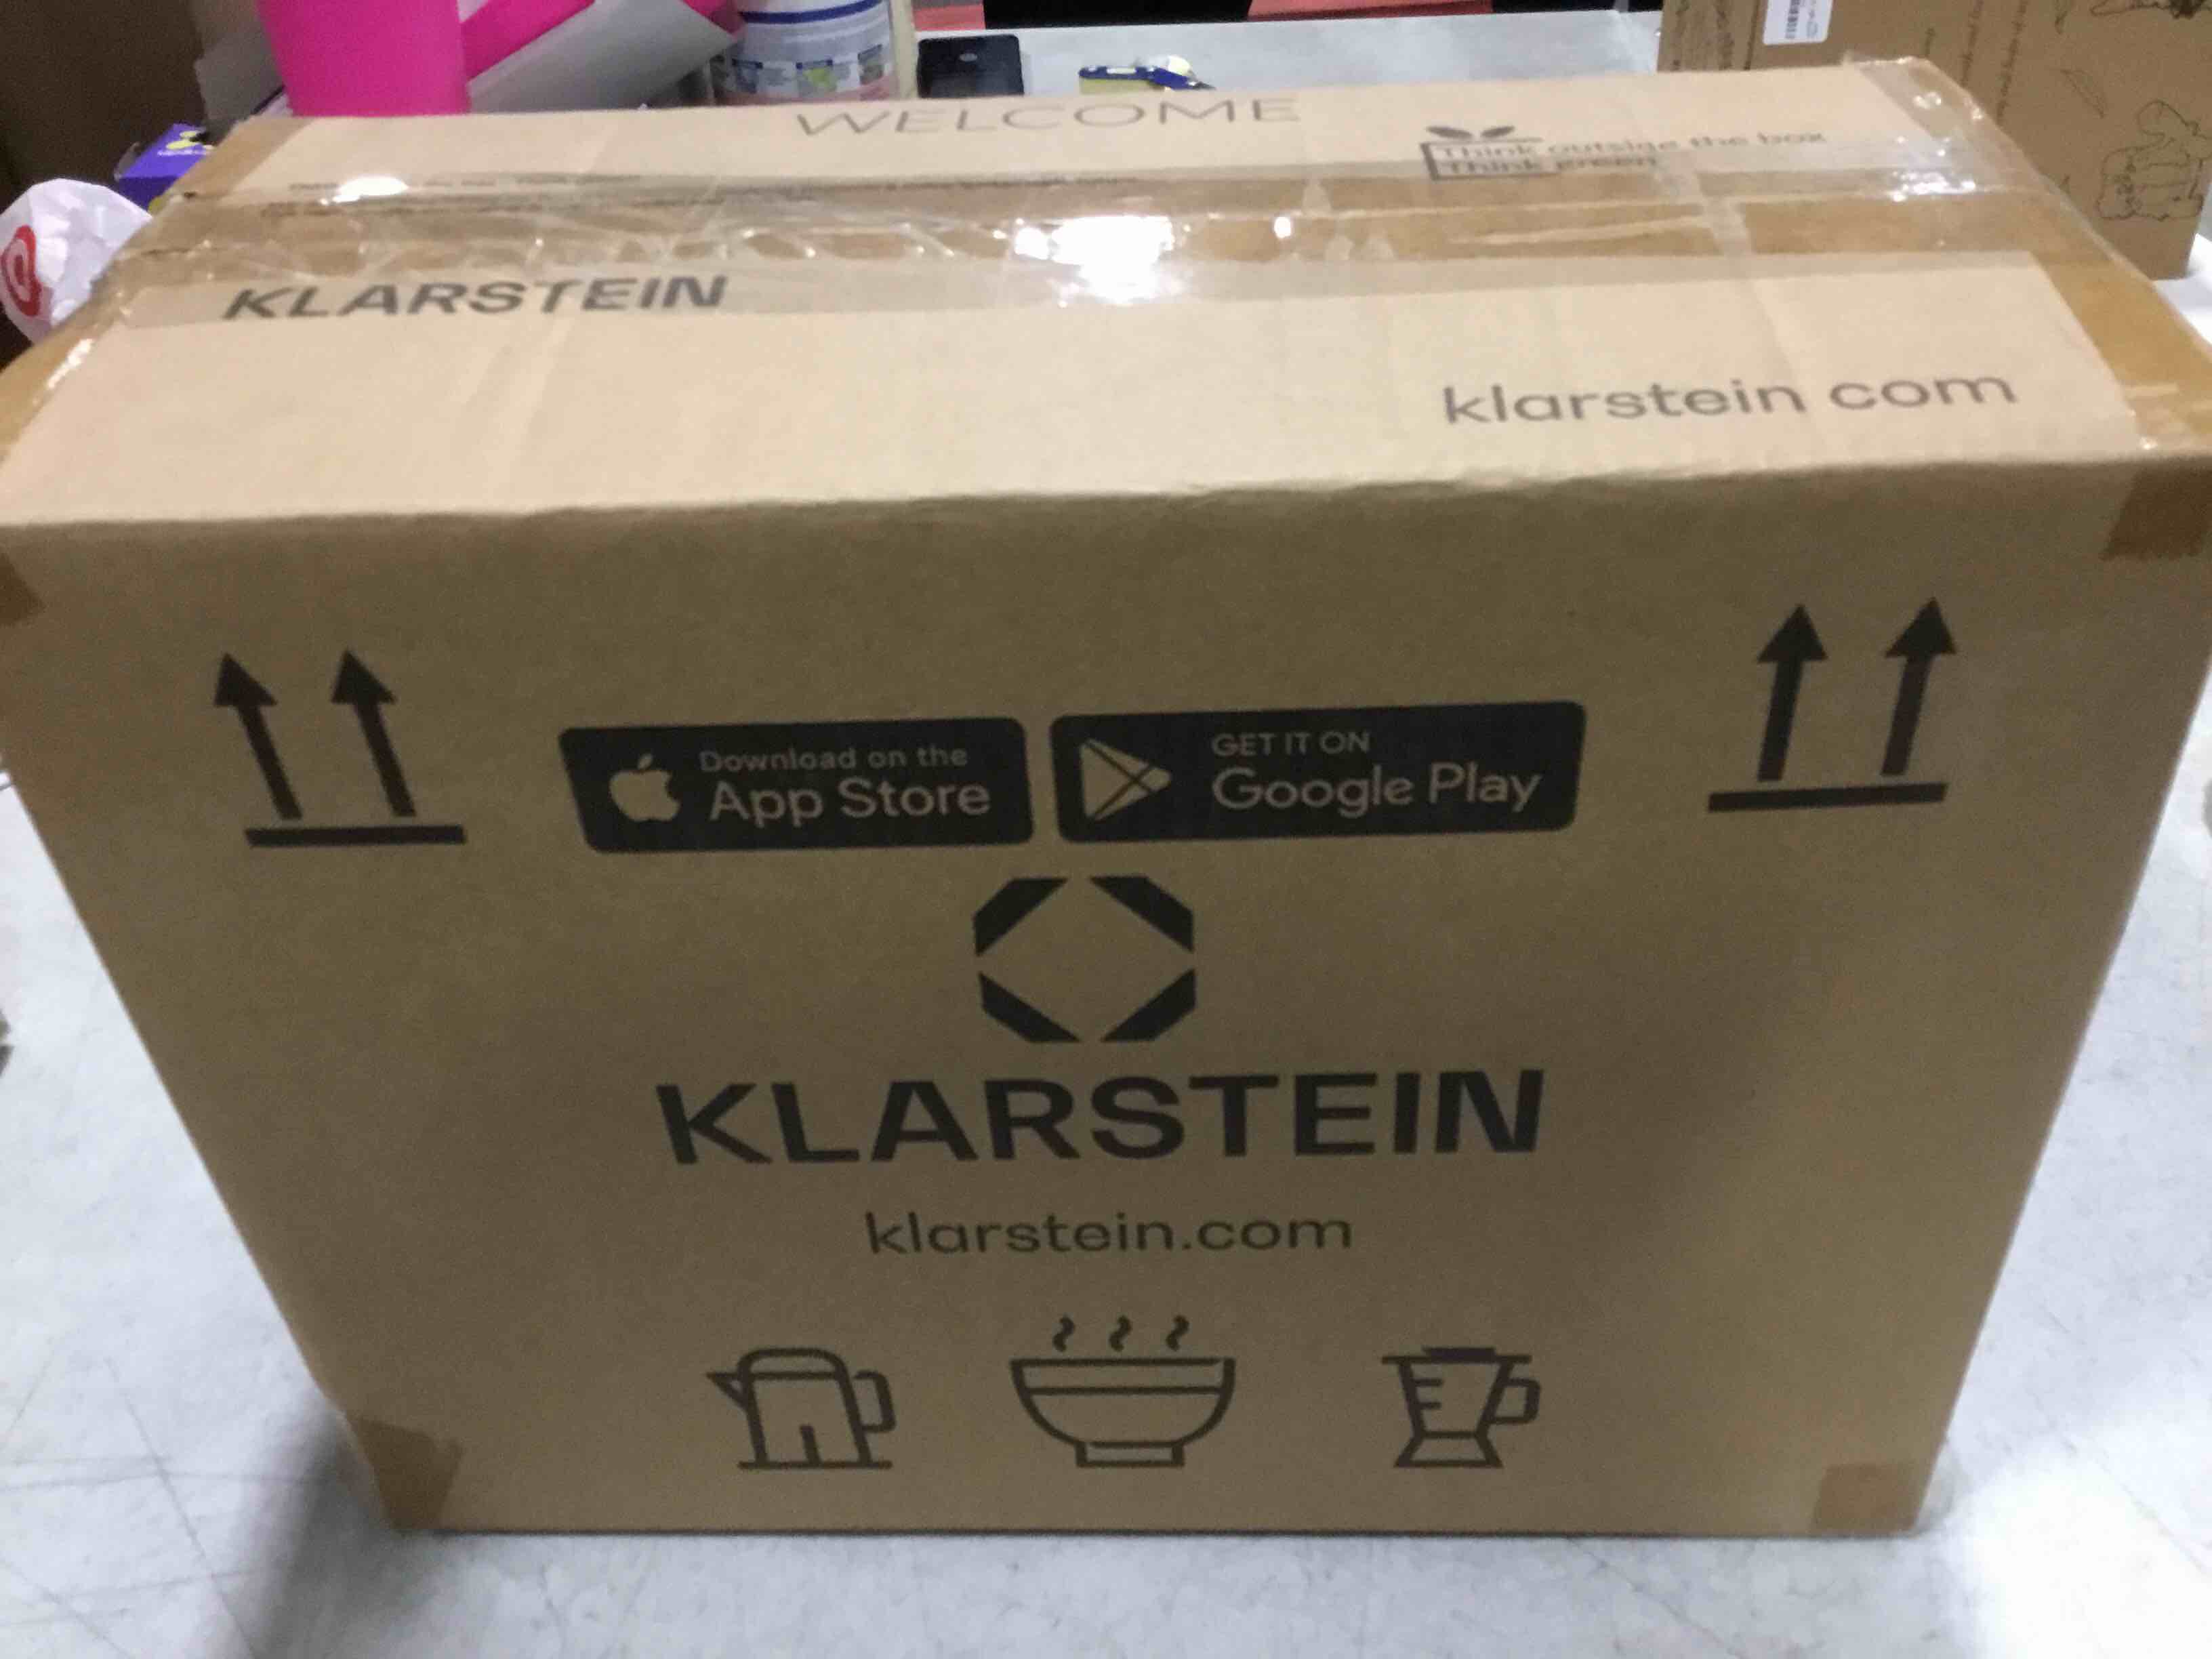 WELCOME
Think outside the box
Think green
KLARSTEIN
klarstein com
Download on the
App Store
GET IT ON
Google Play
KLARSTEIN
klarstein.com